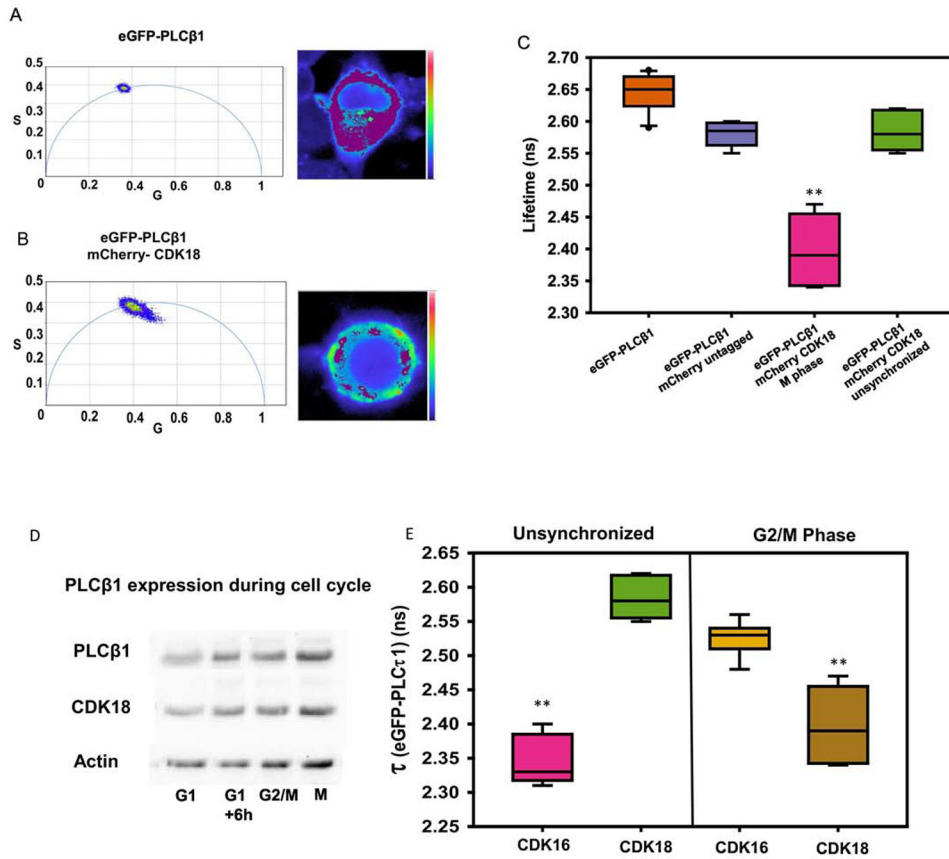 A
eGFP-PLCβ1
0.5
0.4
0.3
0.2
0.1
S
0
0.2
0.4
0.6
0.8
1
G
B
eGFP-PLCβ1
mCherry- CDK18
0.5
0.4
0.3
0.2
0.1
S
0
0.2
0.4
0.6
0.8
1
G
C
2.70
2.65
2.60
2.55
2.50
2.45
2.40
2.35
2.30
Lifetime (ns)
**
eGFP-PLCβ1
eGFP-PLCβ1
mCherry untagged
eGFP-PLCβ1
mCherry CDK18
M phase
eGFP-PLCβ1
mCherry CDK18
unsynchronized
D
PLCβ1 expression during cell cycle
PLCβ1
CDK18
Actin
G1
G1
+6h
G2/M
M
E
Unsynchronized
G2/M Phase
2.65
2.60
2.55
2.50
2.45
2.40
2.35
2.30
2.25
τ (eGFP-PLCτ1) (ns)
**
**
CDK16
CDK18
CDK16
CDK18